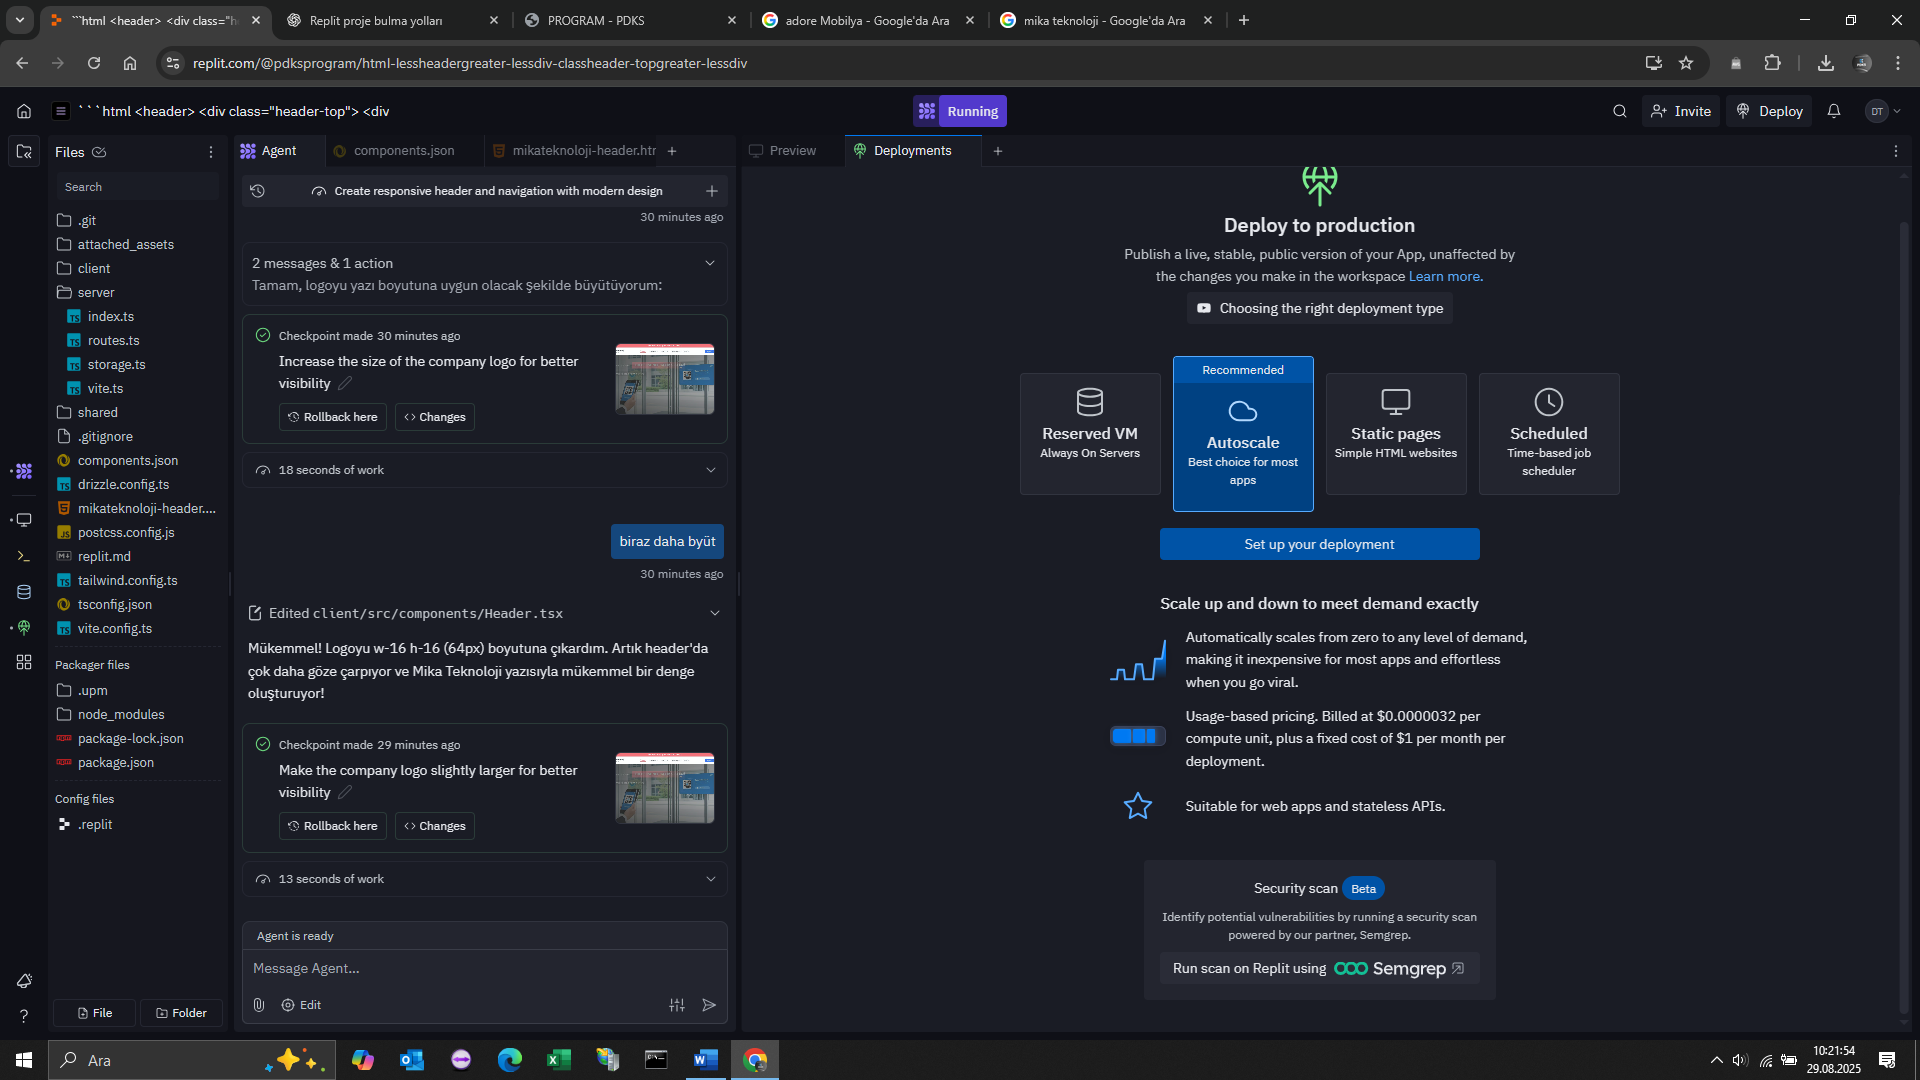 ```html <header> <div class="h
Replit proje bulma yolları
PROGRAM - PDKS
adore Mobilya - Google'da Ara
mika teknoloji - Google'da Ara
replit.com/@pdksprogram/html-lessheadergreater-lessdiv-classheader-topgreater-lessdiv
```html <header> <div class="header-top"> <div
Running
Invite
Deploy
DT
Files
Search
.git
attached_assets
client
server
index.ts
routes.ts
storage.ts
vite.ts
shared
.gitignore
components.json
drizzle.config.ts
mikateknoloji-header....
postcss.config.js
replit.md
tailwind.config.ts
tsconfig.json
vite.config.ts
Packager files
.upm
node_modules
package-lock.json
package.json
Config files
.replit
File
Folder
Agent
components.json
mikateknoloji-header.htr
Create responsive header and navigation with modern design
30 minutes ago
2 messages & 1 action
Tamam, logoyu yazı boyutuna uygun olacak şekilde büyütüyorum:
Checkpoint made 30 minutes ago
Increase the size of the company logo for better
visibility
Rollback here
Changes
18 seconds of work
biraz daha byüt
30 minutes ago
Edited client/src/components/Header.tsx
Mükemmel! Logoyu w-16 h-16 (64px) boyutuna çıkardım. Artık header'da
çok daha göze çarpıyor ve Mika Teknoloji yazısıyla mükemmel bir denge
oluşturuyor!
Checkpoint made 29 minutes ago
Make the company logo slightly larger for better
visibility
Rollback here
Changes
13 seconds of work
Agent is ready
Message Agent...
Edit
Preview
Deployments
Deploy to production
Publish a live, stable, public version of your App, unaffected by
the changes you make in the workspace Learn more.
Choosing the right deployment type
Reserved VM
Always On Servers
Recommended
Autoscale
Best choice for most
apps
Static pages
Simple HTML websites
Scheduled
Time-based job
scheduler
Set up your deployment
Scale up and down to meet demand exactly
Automatically scales from zero to any level of demand,
making it inexpensive for most apps and effortless
when you go viral.
Usage-based pricing. Billed at $0.0000032 per
compute unit, plus a fixed cost of $1 per month per
deployment.
Suitable for web apps and stateless APIs.
Security scan Beta
Identify potential vulnerabilities by running a security scan
powered by our partner, Semgrep.
Run scan on Replit using Semgrep
Ara
10:21:54
29.08.2025